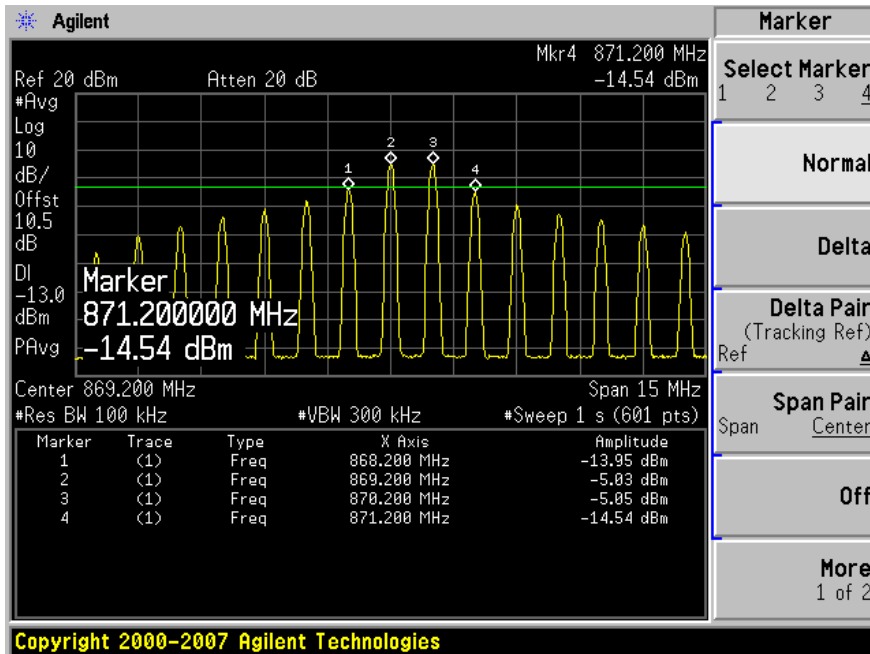 Agilent
Marker
Mkr4 871.200 MHz
Ref 20 dBm Atten 20 dB -14.54 dBm
#Avg
Log
10
dB/
Offst
10.5
dB
DI
-13.0
dBm
PAvg
1
2
3
4
Marker
871.200000 MHz
-14.54 dBm
Center 869.200 MHz Span 15 MHz
#Res BW 100 kHz #VBW 300 kHz #Sweep 1 s (601 pts)
Marker Trace Type X Axis Amplitude
1 (1) Freq 868.200 MHz -13.95 dBm
2 (1) Freq 869.200 MHz -5.03 dBm
3 (1) Freq 870.200 MHz -5.05 dBm
4 (1) Freq 871.200 MHz -14.54 dBm
Select Marker
1 2 3 4
Normal
Delta
Delta Pair
(Tracking Ref)
Ref Δ
Span Pair
Span Center
Off
More
1 of 2
Copyright 2000-2007 Agilent Technologies